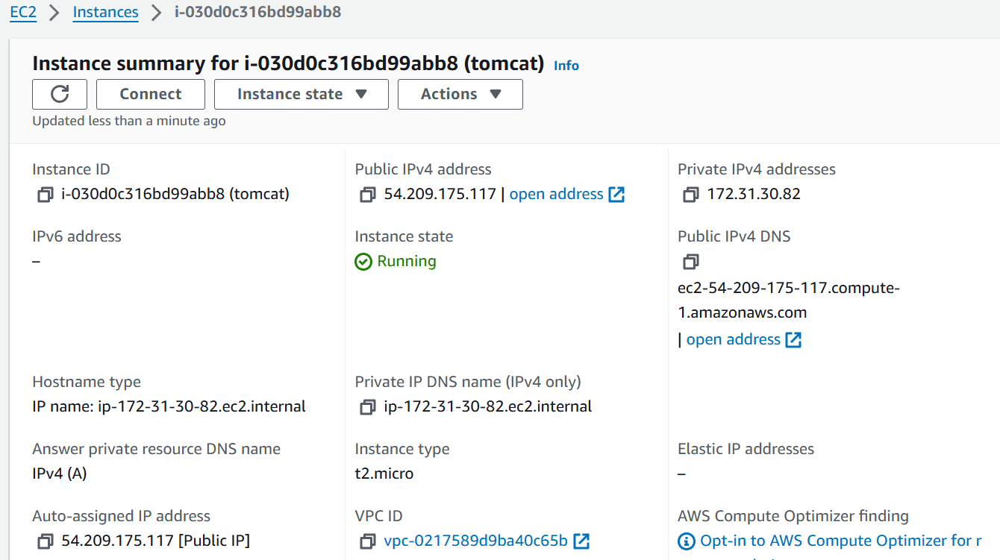 EC2 > Instances > i-030d0c316bd99abb8
Instance summary for i-030d0c316bd99abb8 (tomcat) Info
Connect Instance state ▼ Actions ▼
Updated less than a minute ago
Instance ID
i-030d0c316bd99abb8 (tomcat)
Public IPv4 address
54.209.175.117 | open address
Private IPv4 addresses
172.31.30.82
IPv6 address
–
Instance state
Running
Public IPv4 DNS
ec2-54-209-175-117.compute-
1.amazonaws.com
| open address
Hostname type
IP name: ip-172-31-30-82.ec2.internal
Private IP DNS name (IPv4 only)
ip-172-31-30-82.ec2.internal
Answer private resource DNS name
IPv4 (A)
Instance type
t2.micro
Elastic IP addresses
–
Auto-assigned IP address
54.209.175.117 [Public IP]
VPC ID
vpc-0217589d9ba40c65b
AWS Compute Optimizer finding
Opt-in to AWS Compute Optimizer for r